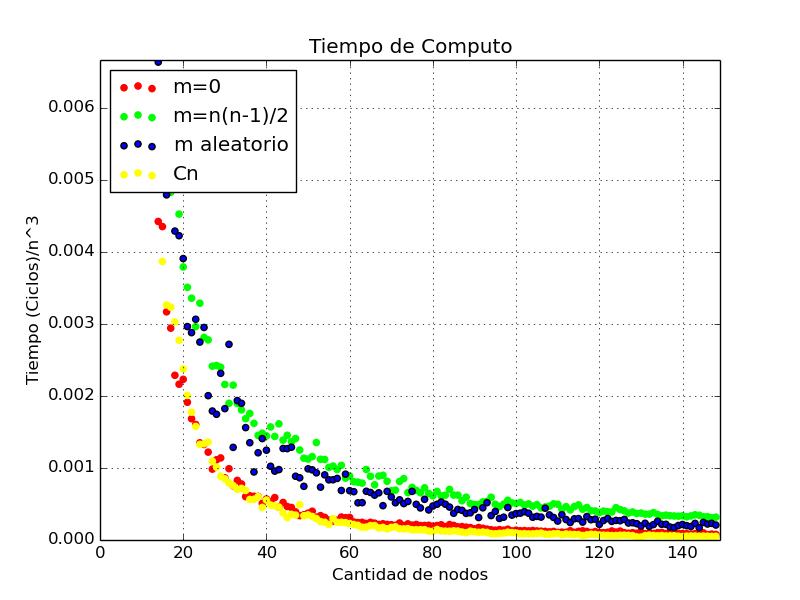 Tiempo de Computo
m=0
m=n(n-1)/2
m aleatorio
Cn
Tiempo (Ciclos)/n^3
0.006
0.005
0.004
0.003
0.002
0.001
0.000
0 20 40 60 80 100 120 140
Cantidad de nodos